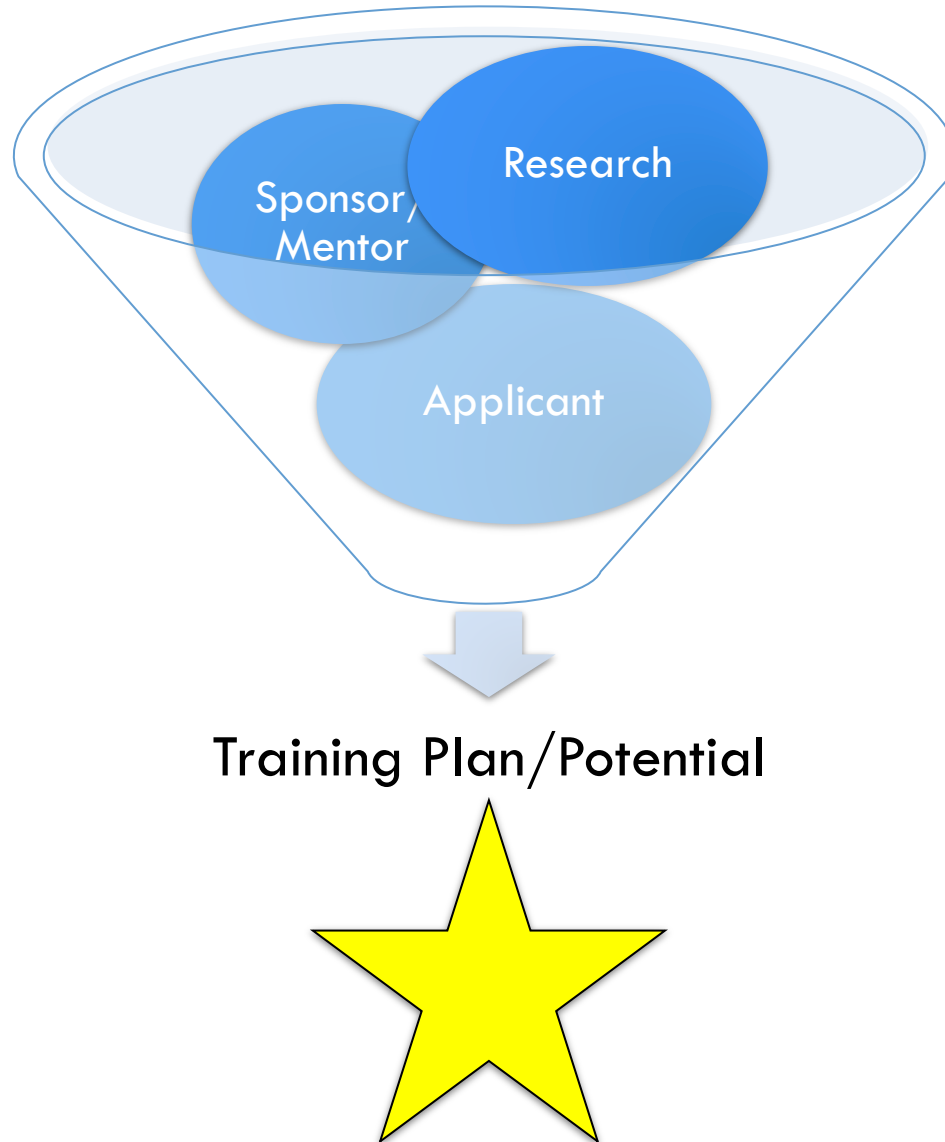 Research
Sponsor/
Mentor
Applicant
Training Plan/Potential